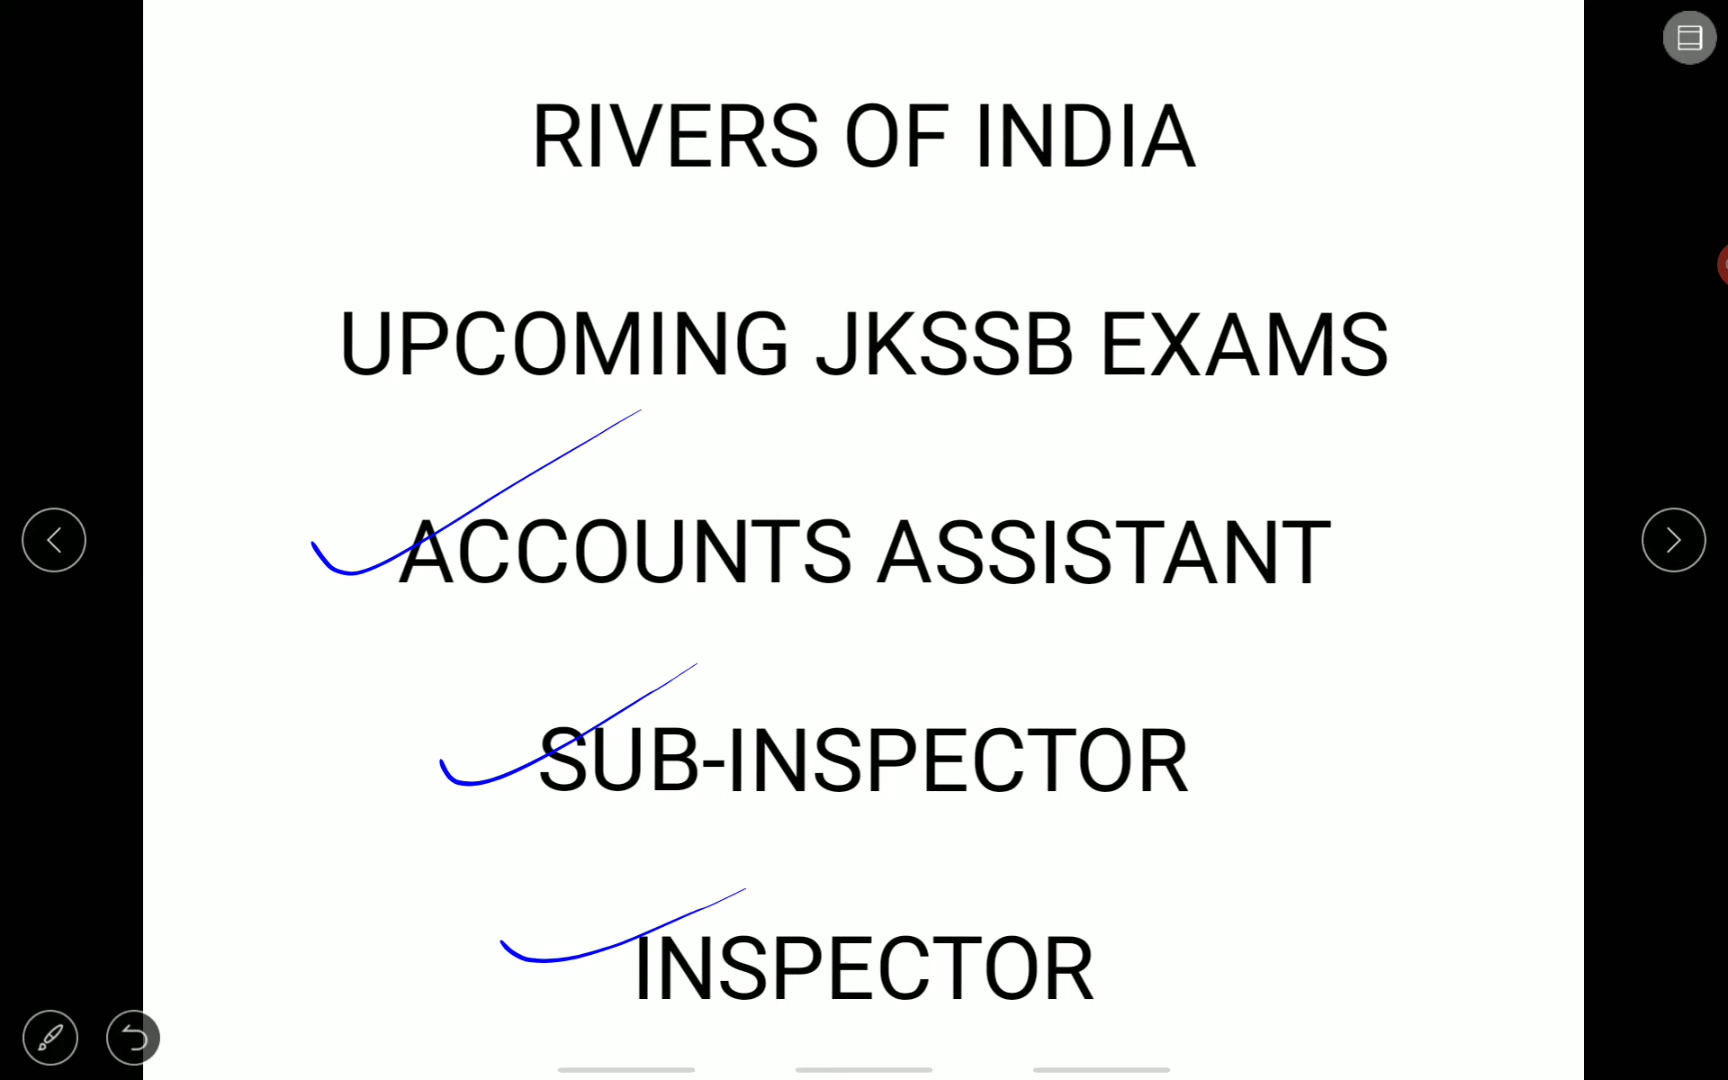 RIVERS OF INDIA
UPCOMING JKSSB EXAMS
ACCOUNTS ASSISTANT
SUB-INSPECTOR
INSPECTOR